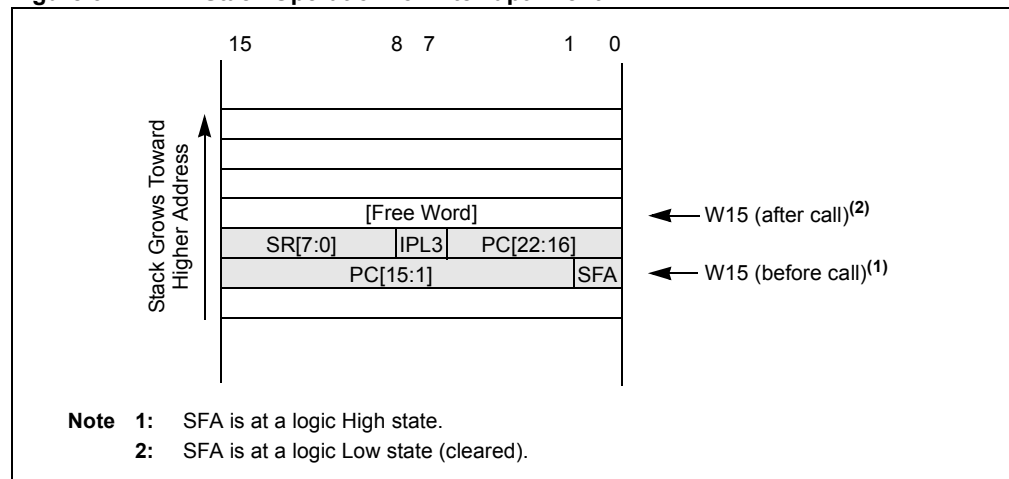 15 8 7 1 0
Stack Grows Toward
Higher Address
[Free Word]
W15 (after call)(2)
SR[7:0] IPL3 PC[22:16]
PC[15:1] SFA
W15 (before call)(1)
Note 1: SFA is at a logic High state.
2: SFA is at a logic Low state (cleared).